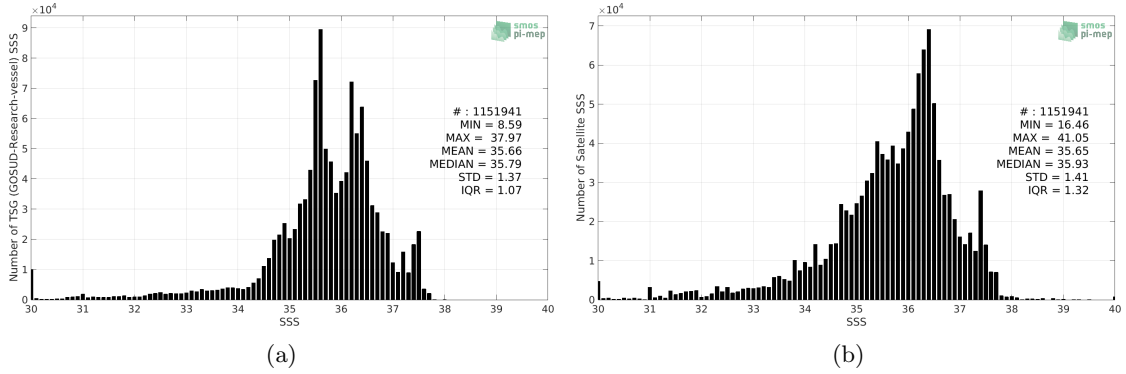 ×10⁴
9
8
7
6
5
4
3
2
1
0
Number of TSG (GOSUD-Research-vessel) SSS
smos
pi-mep
# : 1151941
MIN = 8.59
MAX = 37.97
MEAN = 35.66
MEDIAN = 35.79
STD = 1.37
IQR = 1.07
30 31 32 33 34 35 36 37 38 39 40
SSS
(a)
×10⁴
7
6
5
4
3
2
1
0
Number of Satellite SSS
smos
pi-mep
# : 1151941
MIN = 16.46
MAX = 41.05
MEAN = 35.65
MEDIAN = 35.93
STD = 1.41
IQR = 1.32
30 31 32 33 34 35 36 37 38 39 40
SSS
(b)